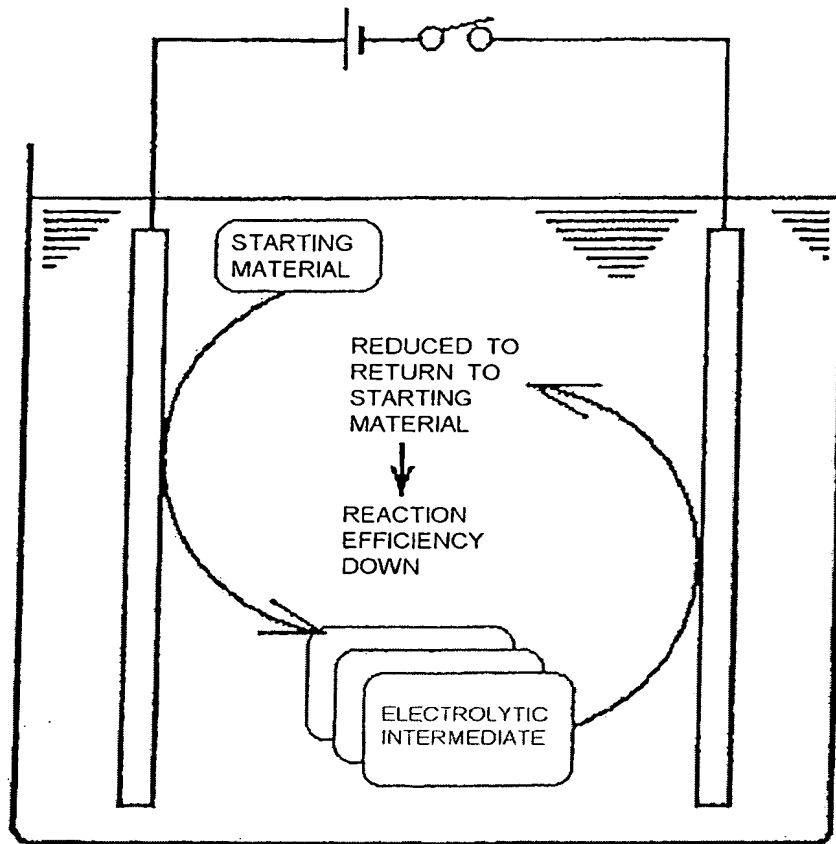 STARTING
MATERIAL
REDUCED TO
RETURN TO
STARTING
MATERIAL
REACTION
EFFICIENCY
DOWN
ELECTROLYTIC
INTERMEDIATE